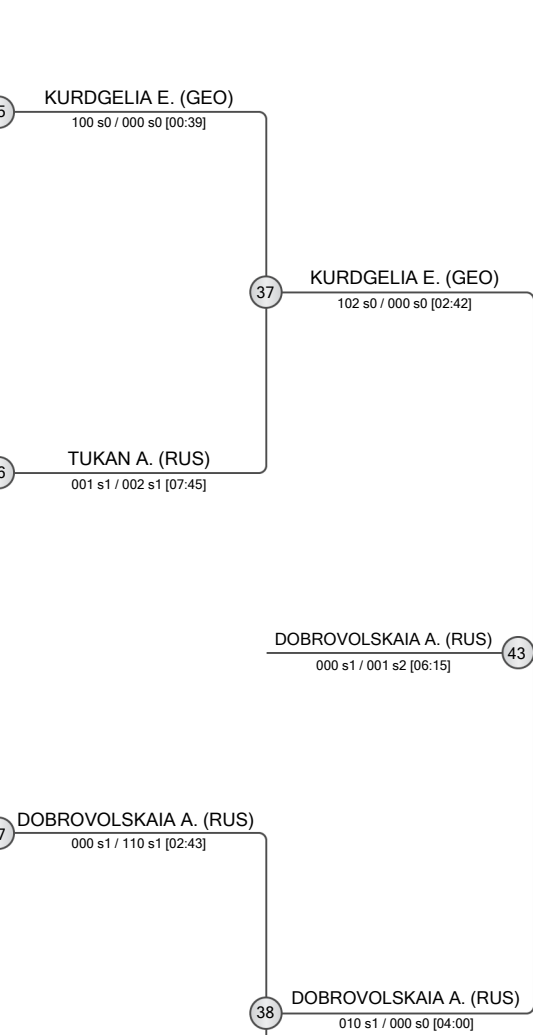 KURDGELIA E. (GEO)
100 s0 / 000 s0 [00:39]
37
KURDGELIA E. (GEO)
102 s0 / 000 s0 [02:42]
TUKAN A. (RUS)
001 s1 / 002 s1 [07:45]
DOBROVOLSKAIA A. (RUS)
43
000 s1 / 001 s2 [06:15]
DOBROVOLSKAIA A. (RUS)
000 s1 / 110 s1 [02:43]
38
DOBROVOLSKAIA A. (RUS)
010 s1 / 000 s0 [04:00]